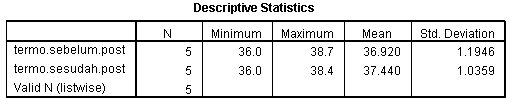 Descriptive Statistics
N Minimum Maximum Mean Std. Deviation
termo.sebelum.post 5 36.0 38.7 36.920 1.1946
termo.sesudah.post 5 36.0 38.4 37.440 1.0359
Valid N (listwise) 5